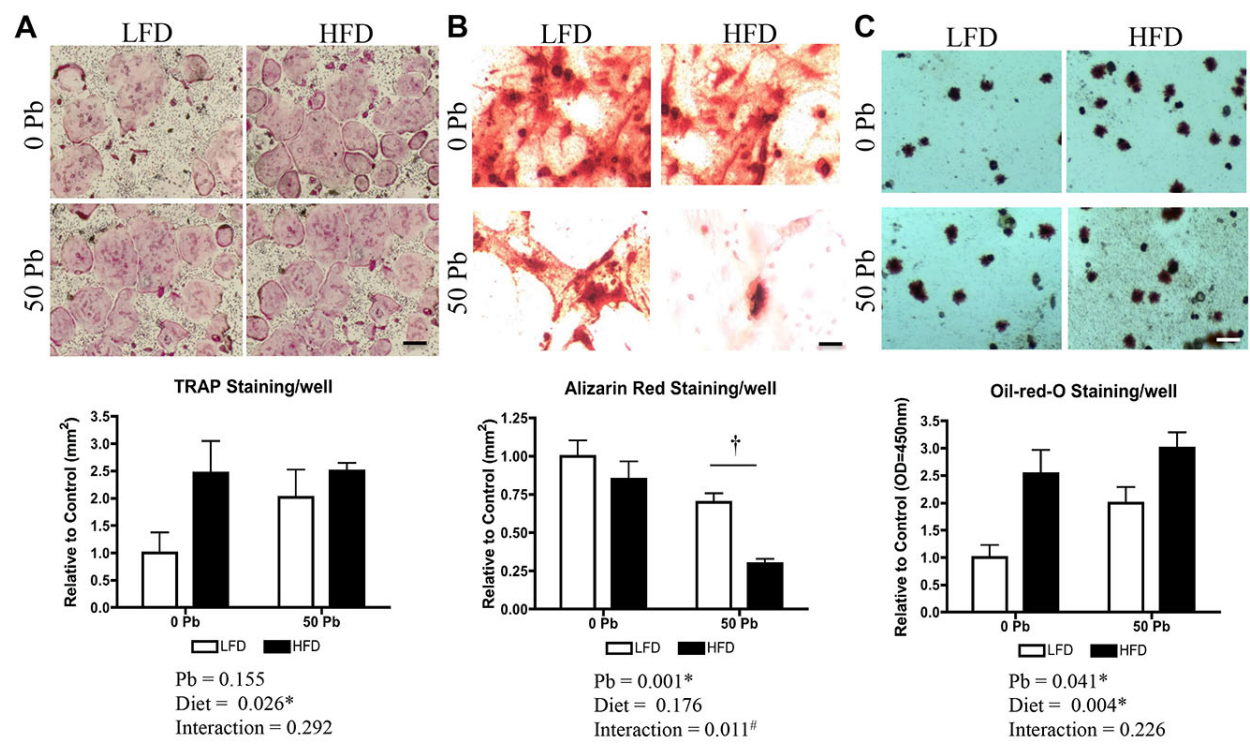 A
LFD HFD
0 Pb
50 Pb
TRAP Staining/well
Relative to Control (mm²)
3.5
3.0
2.5
2.0
1.5
1.0
0.5
0.0
0 Pb 50 Pb
LFD HFD
Pb = 0.155
Diet = 0.026*
Interaction = 0.292
B
LFD HFD
0 Pb
50 Pb
Alizarin Red Staining/well
Relative to Control (mm²)
1.25
1.00
0.75
0.50
0.25
0.00
†
0 Pb 50 Pb
LFD HFD
Pb = 0.001*
Diet = 0.176
Interaction = 0.011#
C
LFD HFD
0 Pb
50 Pb
Oil-red-O Staining/well
Relative to Control (OD=450nm)
3.5
3.0
2.5
2.0
1.5
1.0
0.5
0.0
0 Pb 50 Pb
LFD HFD
Pb = 0.041*
Diet = 0.004*
Interaction = 0.226